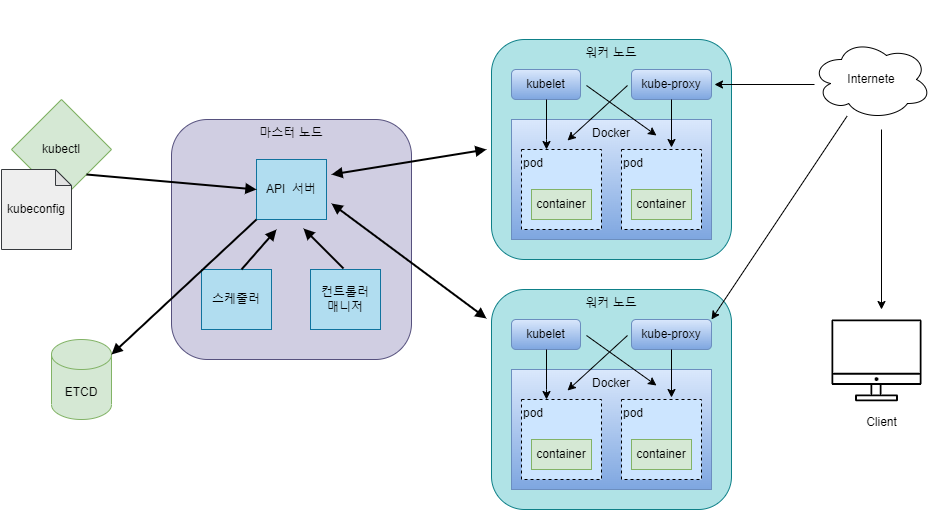 kubectl
kubeconfig
마스터 노드
API 서버
스케줄러
컨트롤러
매니저
ETCD
워커 노드
kubelet
kube-proxy
Docker
pod
pod
container
container
워커 노드
kubelet
kube-proxy
Docker
pod
pod
container
container
Internete
Client